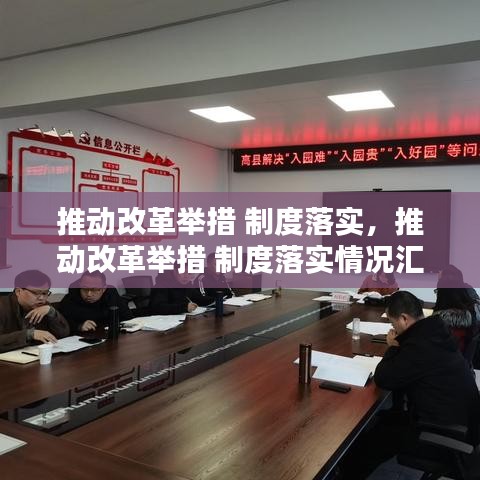 信息公开栏
高县解决“入园难”“入园贵”“入好园”等问
推动改革举措 制度落实，推
动改革举措 制度落实情况汇